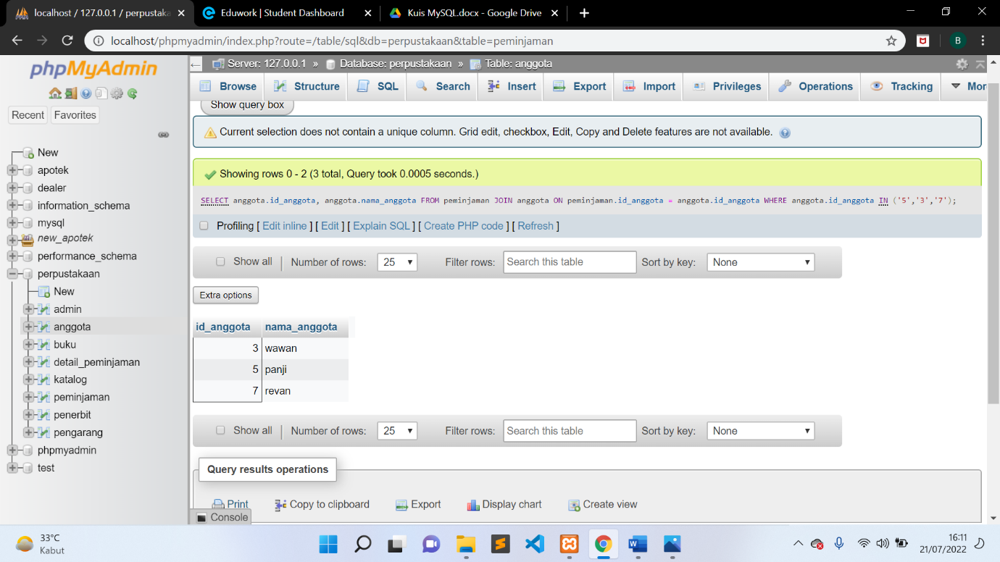 localhost / 127.0.0.1 / perpustaka
Eduwork | Student Dashboard
Kuis MySQL.docx - Google Drive
localhost/phpmyadmin/index.php?route=/table/sql&db=perpustakaan&table=peminjaman
B
phpMyAdmin
Recent
Favorites
New
apotek
dealer
information_schema
mysql
new_apotek
performance_schema
perpustakaan
New
admin
anggota
buku
detail_peminjaman
katalog
peminjaman
penerbit
pengarang
phpmyadmin
test
Server: 127.0.0.1 » Database: perpustakaan » Table: anggota
Browse Structure SQL Search Insert Export Import Privileges Operations Tracking Mor
Show query box
Current selection does not contain a unique column. Grid edit, checkbox, Edit, Copy and Delete features are not available.
Showing rows 0 - 2 (3 total, Query took 0.0005 seconds.)
SELECT anggota.id_anggota, anggota.nama_anggota FROM peminjaman JOIN anggota ON peminjaman.id_anggota = anggota.id_anggota WHERE anggota.id_anggota IN ('5','3','7');
Profiling [ Edit inline ] [ Edit ] [ Explain SQL ] [ Create PHP code ] [ Refresh ]
Show all | Number of rows: 25 Filter rows: Search this table Sort by key: None
Extra options
id_anggota nama_anggota
3 wawan
5 panji
7 revan
Show all | Number of rows: 25 Filter rows: Search this table Sort by key: None
Query results operations
Print Copy to clipboard Export Display chart Create view
Console
33°C
Kabut
16:11
21/07/2022